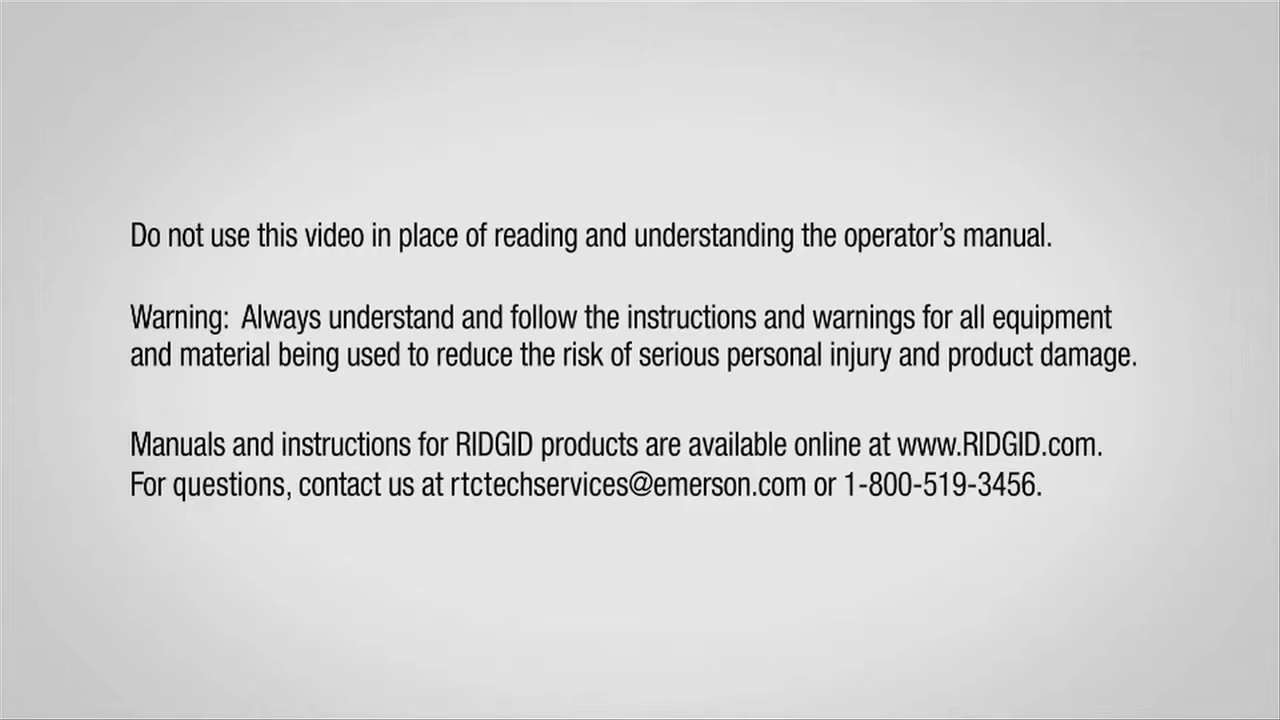 Do not use this video in place of reading and understanding the operator’s manual.
Warning:  Always understand and follow the instructions and warnings for all equipment
and material being used to reduce the risk of serious personal injury and product damage.
Manuals and instructions for RIDGID products are available online at www.RIDGID.com.
For questions, contact us at rtctechservices@emerson.com or 1-800-519-3456.